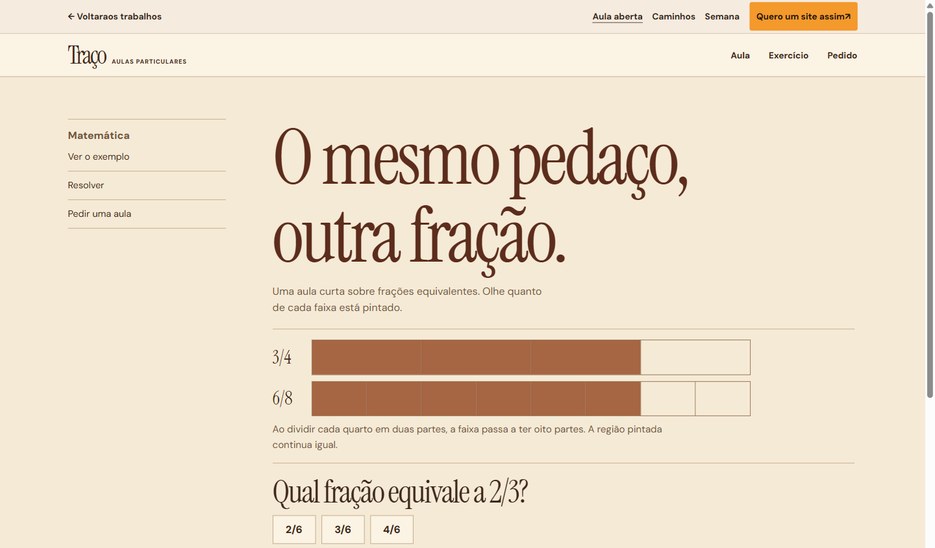 ← Voltaraos trabalhos
Aula aberta Caminhos Semana Quero um site assim↗
Traço AULAS PARTICULARES
Aula Exercício Pedido
Matemática
Ver o exemplo
Resolver
Pedir uma aula
O mesmo pedaço,
outra fração.
Uma aula curta sobre frações equivalentes. Olhe quanto
de cada faixa está pintado.
3/4
6/8
Ao dividir cada quarto em duas partes, a faixa passa a ter oito partes. A região pintada
continua igual.
Qual fração equivale a 2/3?
2/6 3/6 4/6